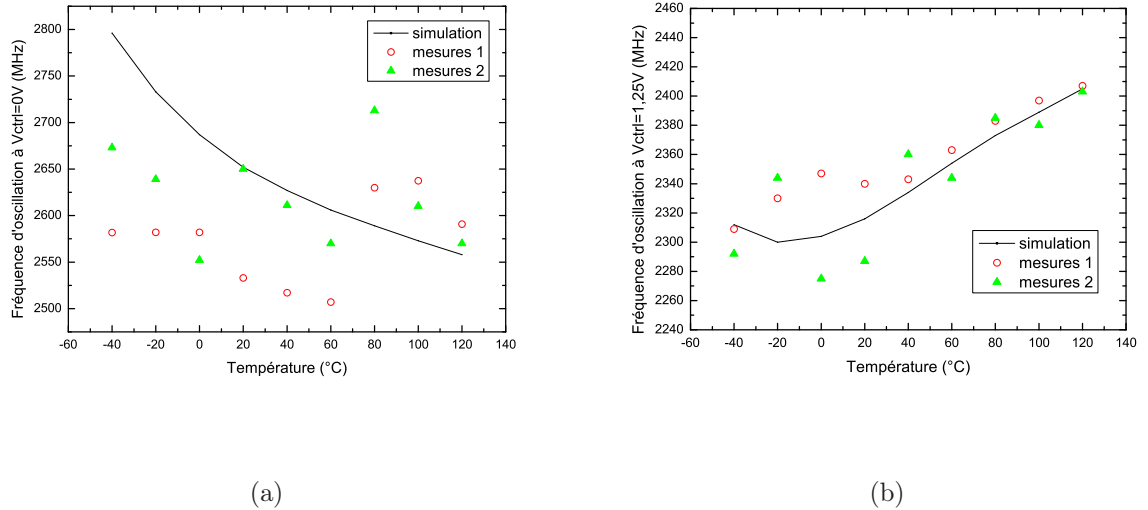 2800
2750
2700
2650
2600
2550
2500
-60 -40 -20 0 20 40 60 80 100 120 140
Fréquence d'oscillation à Vctrl=0V (MHz)
Température (°C)
simulation
mesures 1
mesures 2
(a)
2460
2440
2420
2400
2380
2360
2340
2320
2300
2280
2260
2240
-60 -40 -20 0 20 40 60 80 100 120 140
Fréquence d'oscillation à Vctrl=1,25V (MHz)
Température (°C)
simulation
mesures 1
mesures 2
(b)